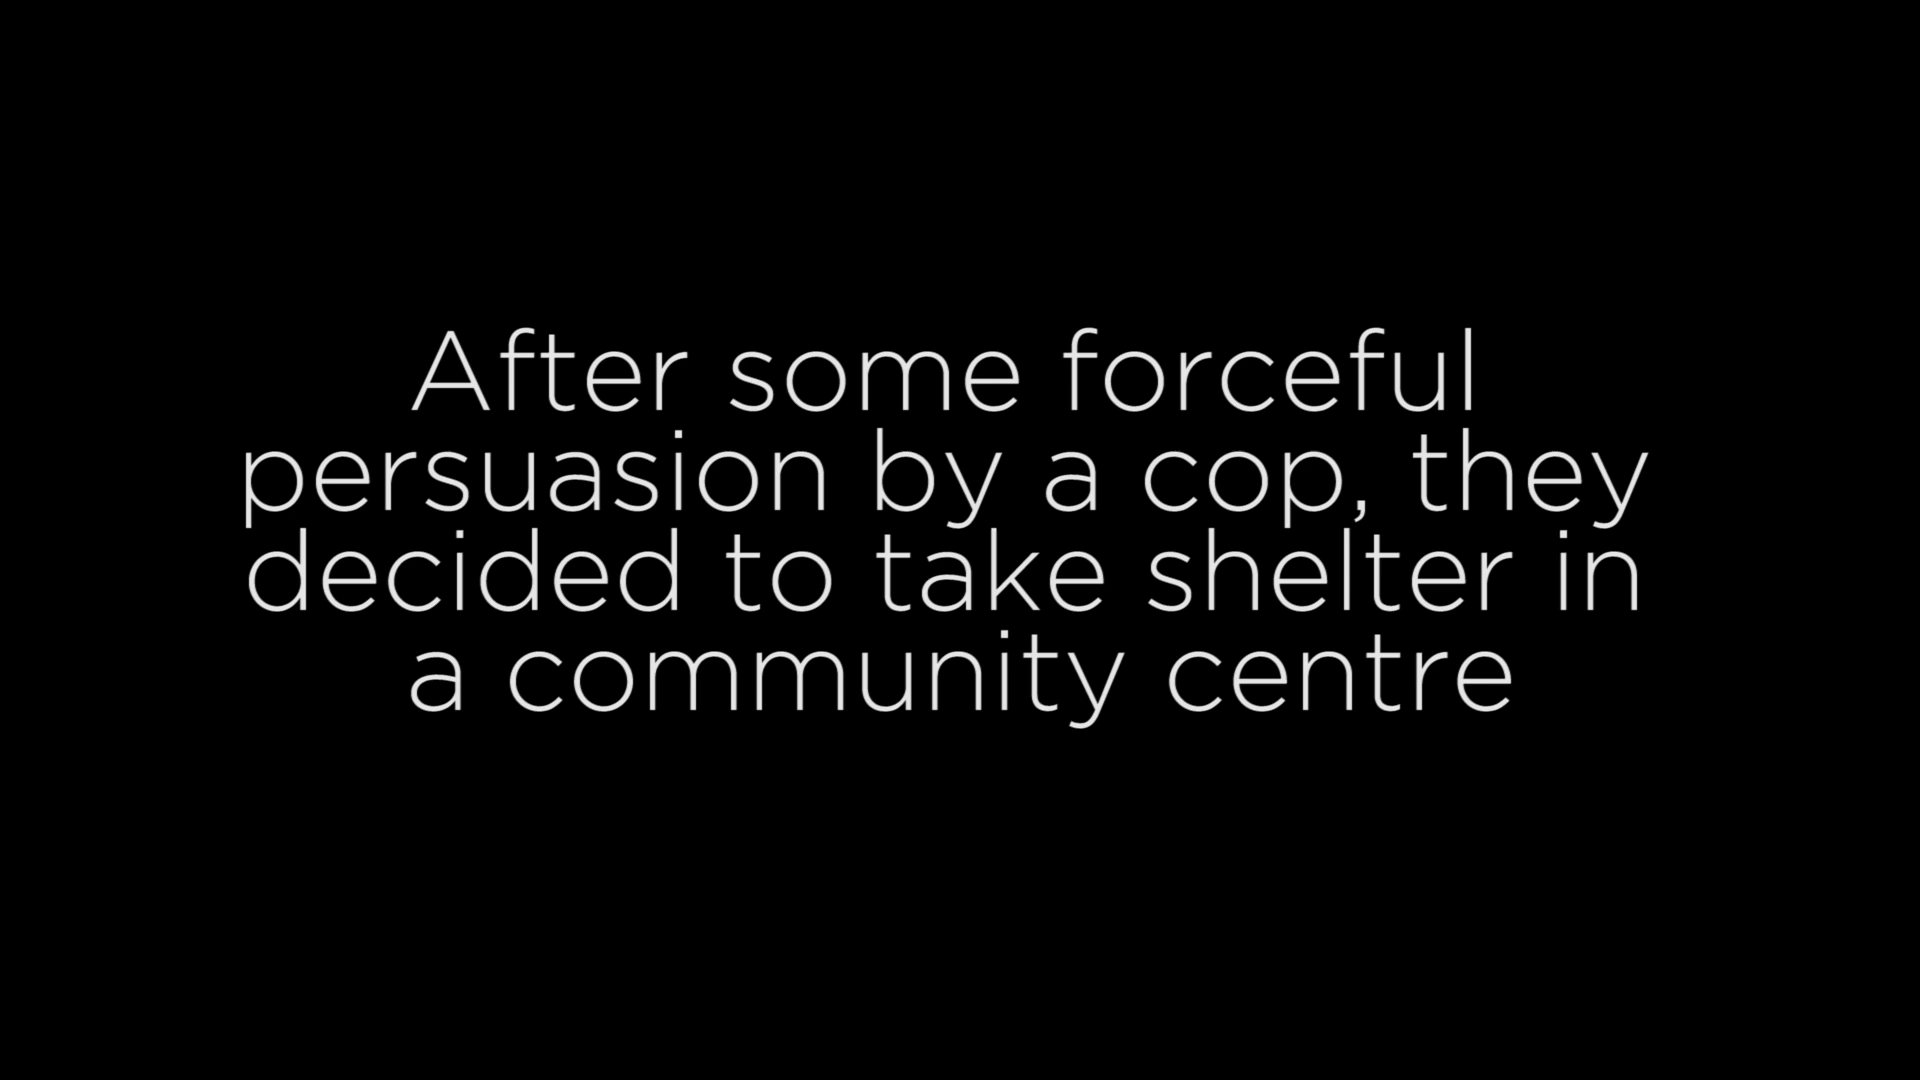 After some forceful
persuasion by a cop, they
decided to take shelter in
a community centre